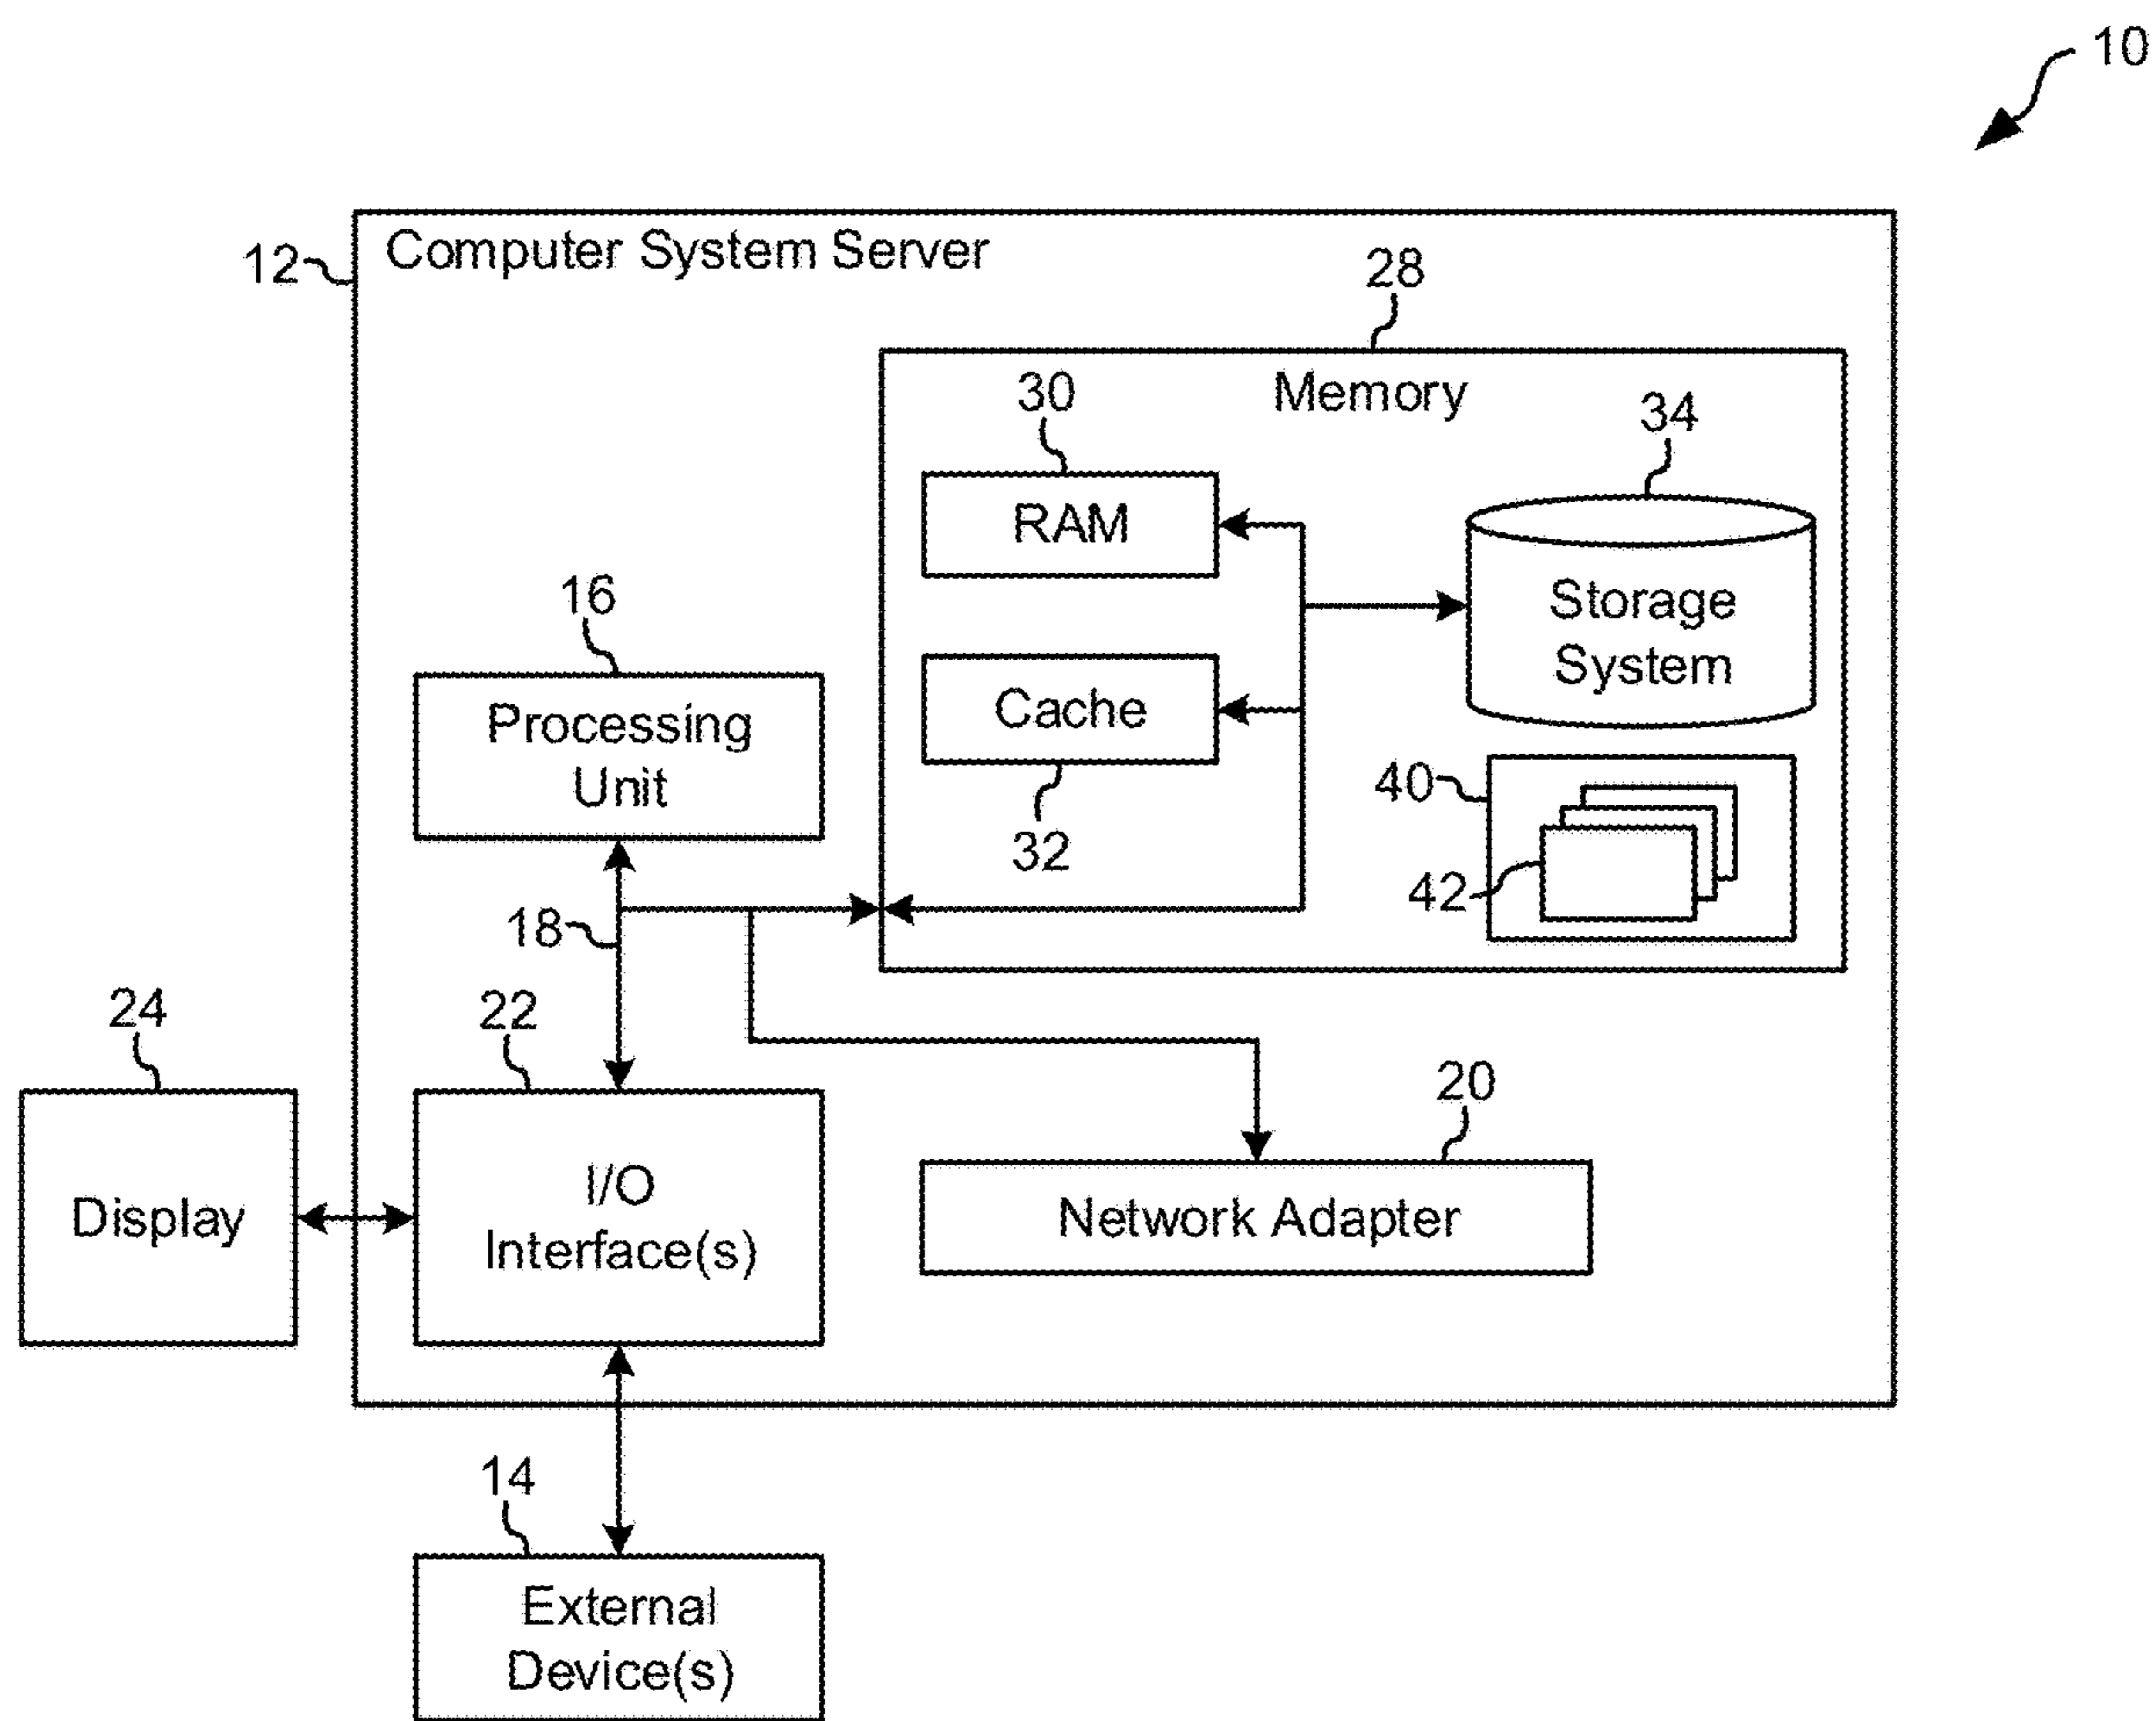 10
12
Computer System Server
28
Memory
30
34
RAM
Storage
System
16
Processing
Unit
Cache
32
40
42
18
24
22
20
Display
I/O
Interface(s)
Network Adapter
14
External
Device(s)